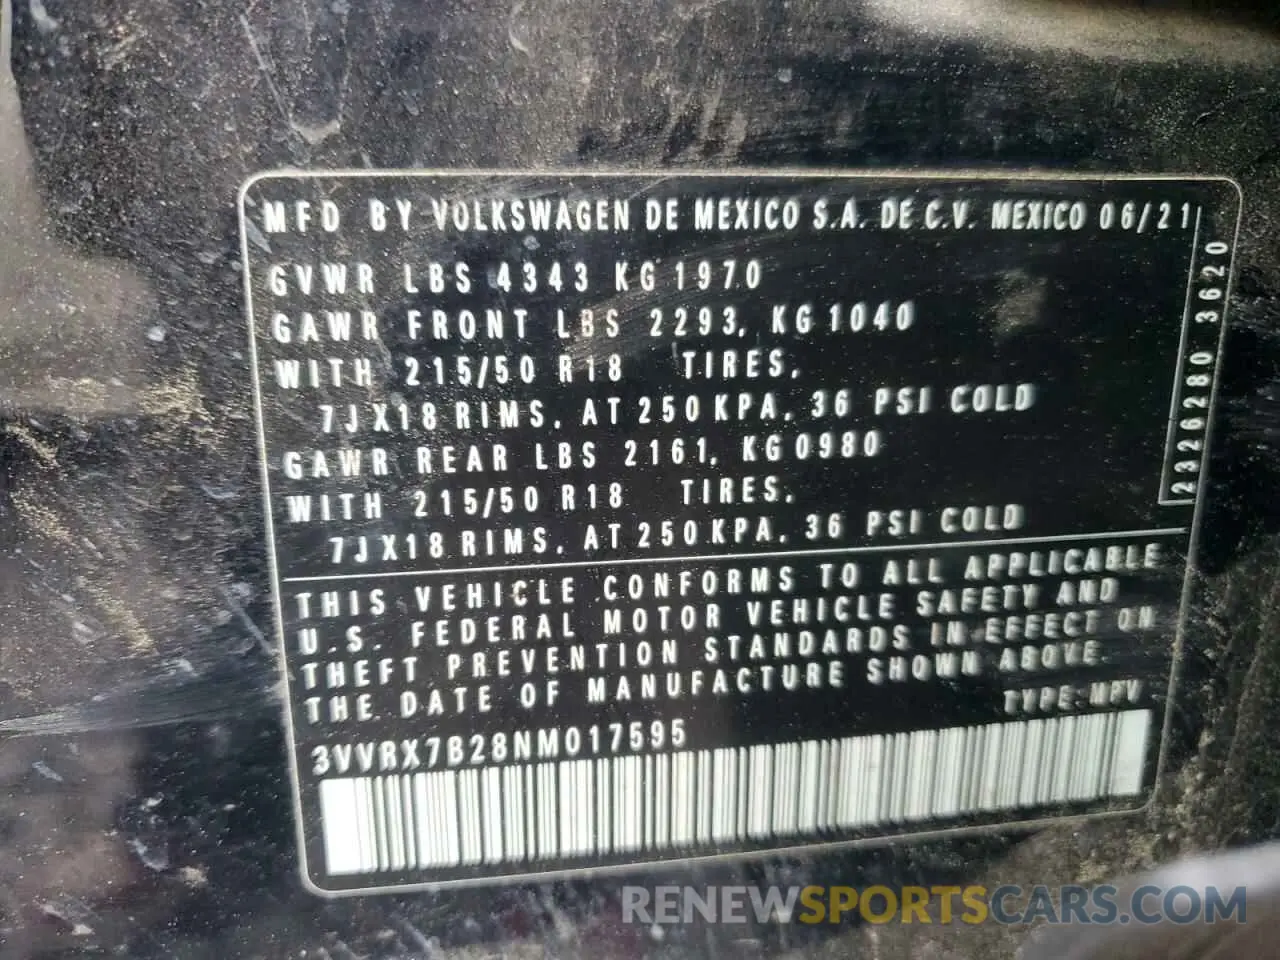 MFD BY VOLKSWAGEN DE MEXICO S.A. DE C.V. MEXICO 06/21
GVWR LBS 4343 KG 1970
GAWR FRONT LBS 2293, KG 1040
WITH 215/50 R18 TIRES,
7JX18 RIMS, AT 250 KPA, 36 PSI COLD
GAWR REAR LBS 2161, KG 0980
WITH 215/50 R18 TIRES,
7JX18 RIMS, AT 250 KPA, 36 PSI COLD
2326280 3620
THIS VEHICLE CONFORMS TO ALL APPLICABLE
U.S. FEDERAL MOTOR VEHICLE SAFETY AND
THEFT PREVENTION STANDARDS IN EFFECT ON
THE DATE OF MANUFACTURE SHOWN ABOVE.
TYPE-MPV
3VVRX7B28NM017595
RENEWSPORTSCARS.COM